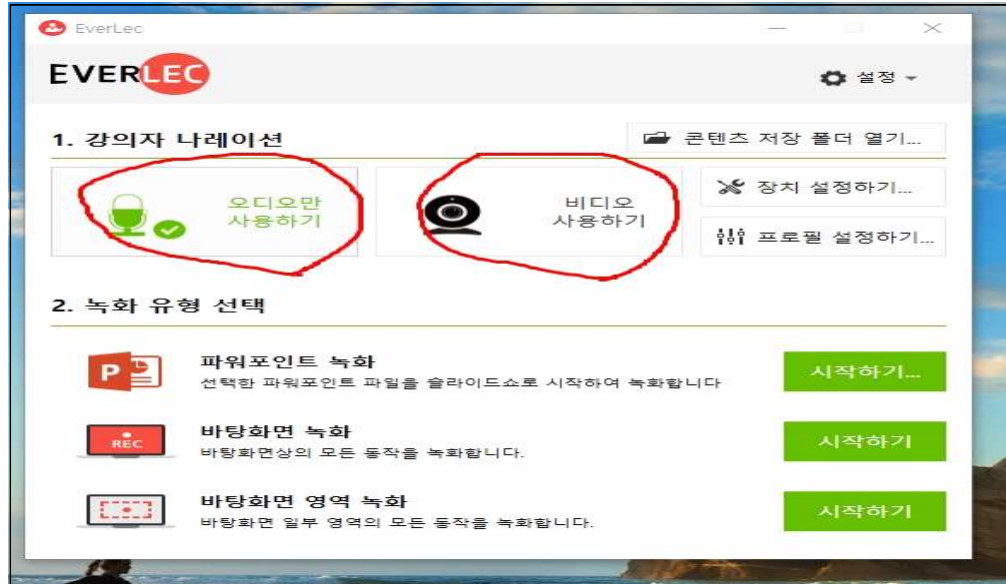 EverLec
EVERLEC
설정
1. 강의자 나레이션
콘텐츠 저장 폴더 열기...
오디오만
사용하기
비디오
사용하기
장치 설정하기...
프로필 설정하기...
2. 녹화 유형 선택
P
파워포인트 녹화
선택한 파워포인트 파일을 슬라이드쇼로 시작하여 녹화합니다
시작하기...
REC
바탕화면 녹화
바탕화면상의 모든 동작을 녹화합니다.
시작하기
바탕화면 영역 녹화
바탕화면 일부 영역의 모든 동작을 녹화합니다.
시작하기